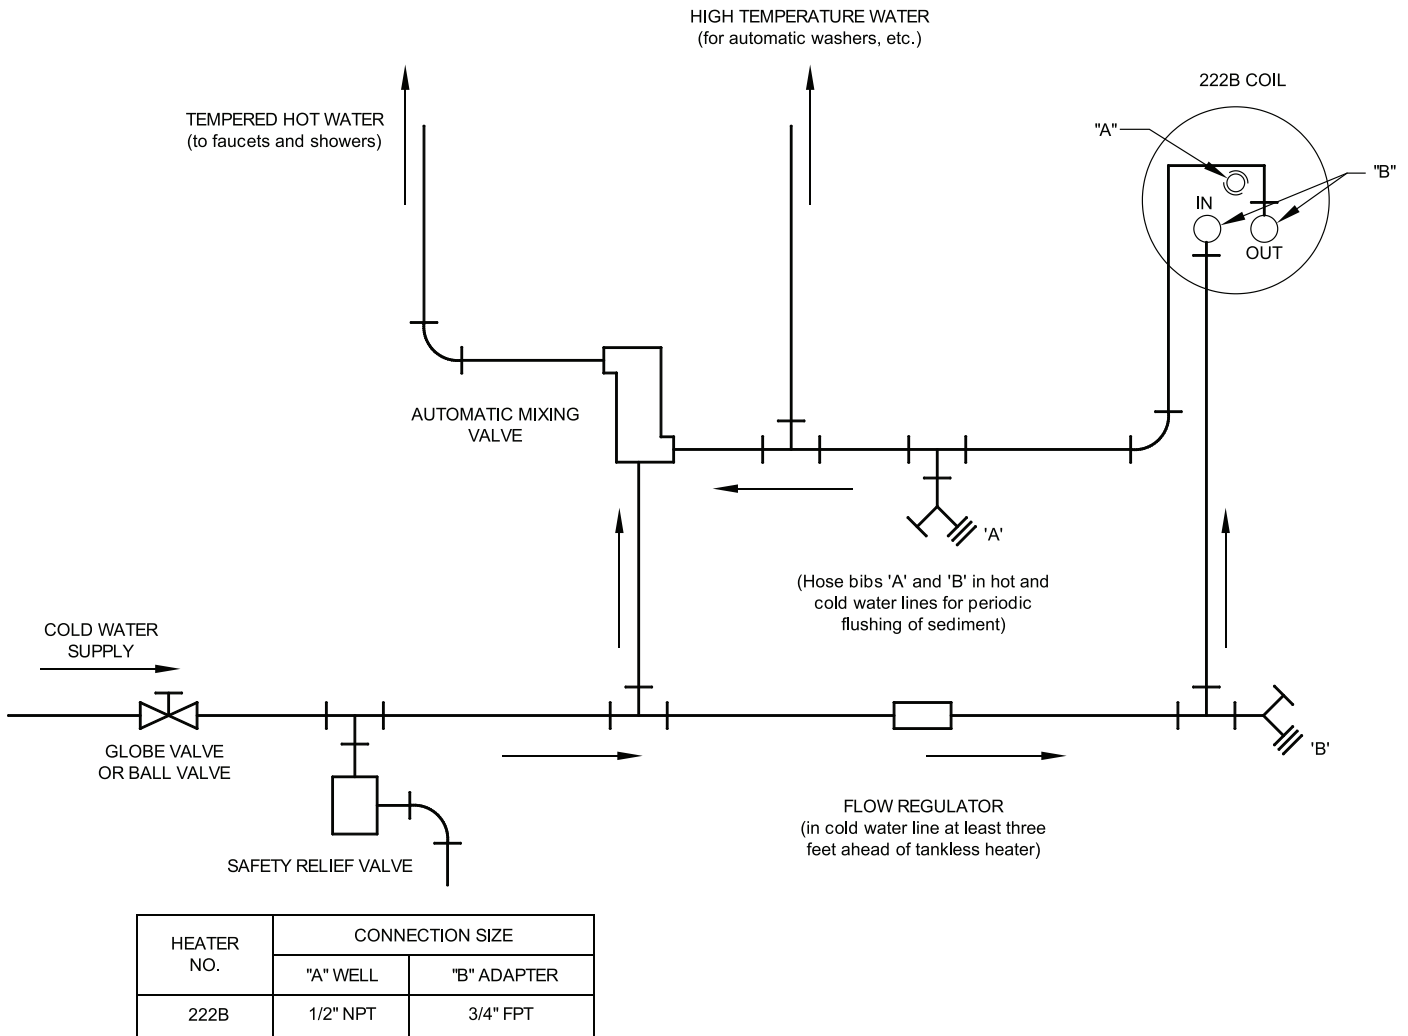 HIGH TEMPERATURE WATER
(for automatic washers, etc.)
222B COIL
TEMPERED HOT WATER
(to faucets and showers)
"A"
"B"
IN
OUT
AUTOMATIC MIXING
VALVE
'A'
(Hose bibs 'A' and 'B' in hot and
cold water lines for periodic
flushing of sediment)
COLD WATER
SUPPLY
GLOBE VALVE
OR BALL VALVE
'B'
FLOW REGULATOR
(in cold water line at least three
feet ahead of tankless heater)
SAFETY RELIEF VALVE
HEATER
NO.
CONNECTION SIZE
"A" WELL
"B" ADAPTER
222B
1/2" NPT
3/4" FPT